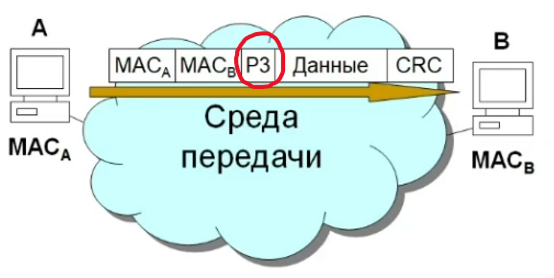 A
MACA MACB P3 Данные CRC
B
Среда
передачи
MACA
MACB